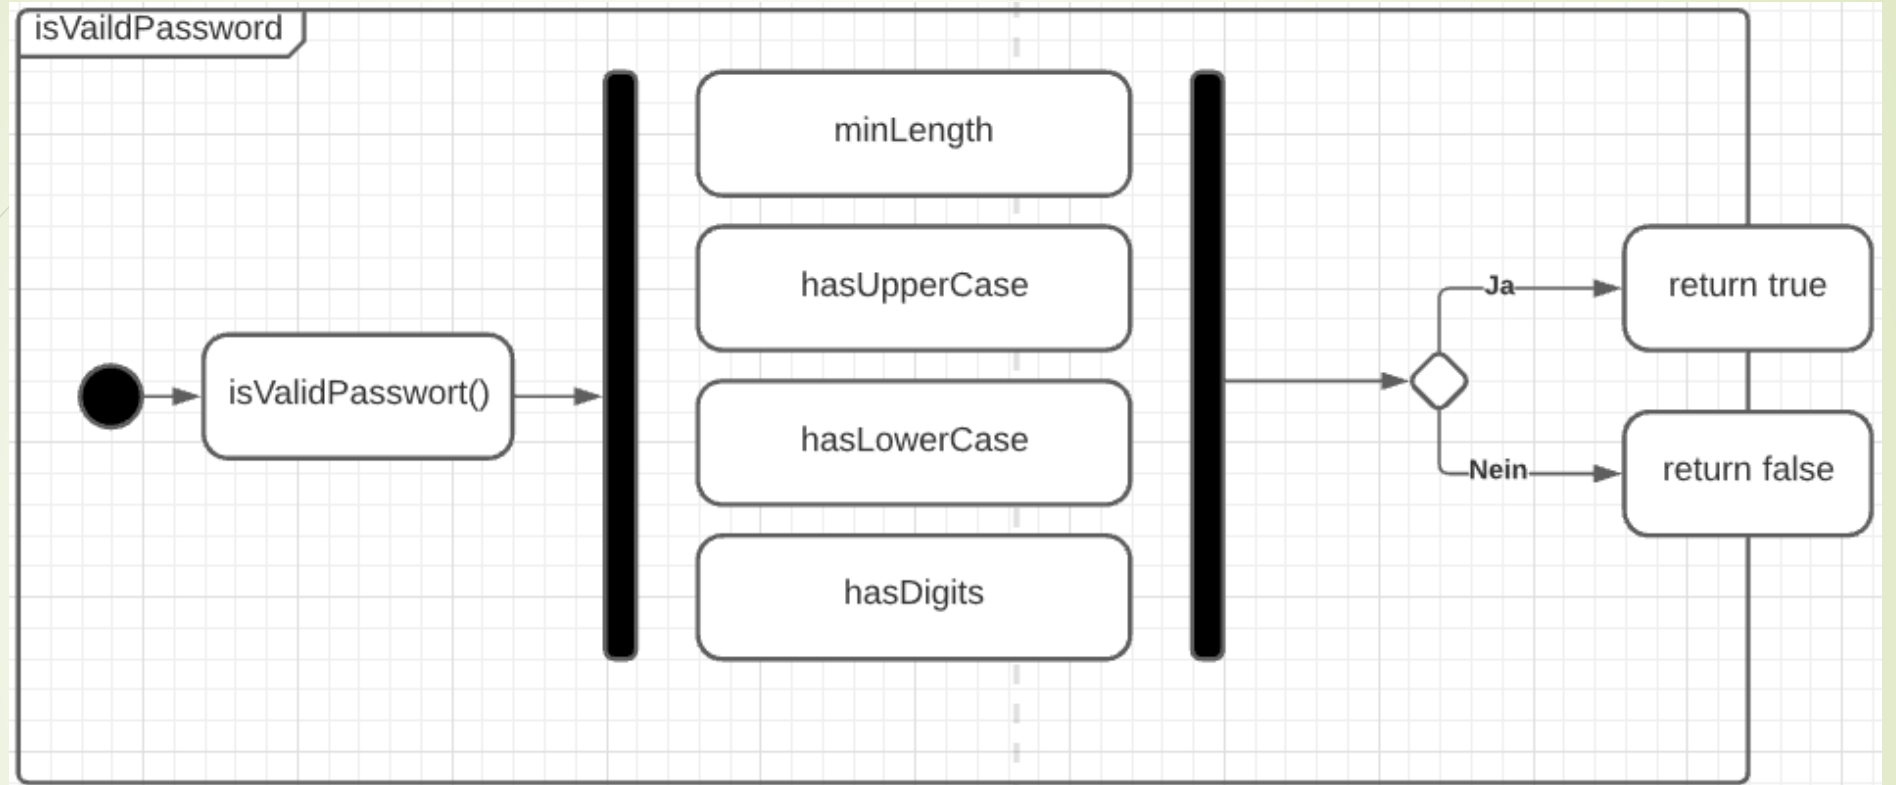 isVaildPassword
isValidPasswort()
minLength
hasUpperCase
hasLowerCase
hasDigits
Ja
Nein
return true
return false